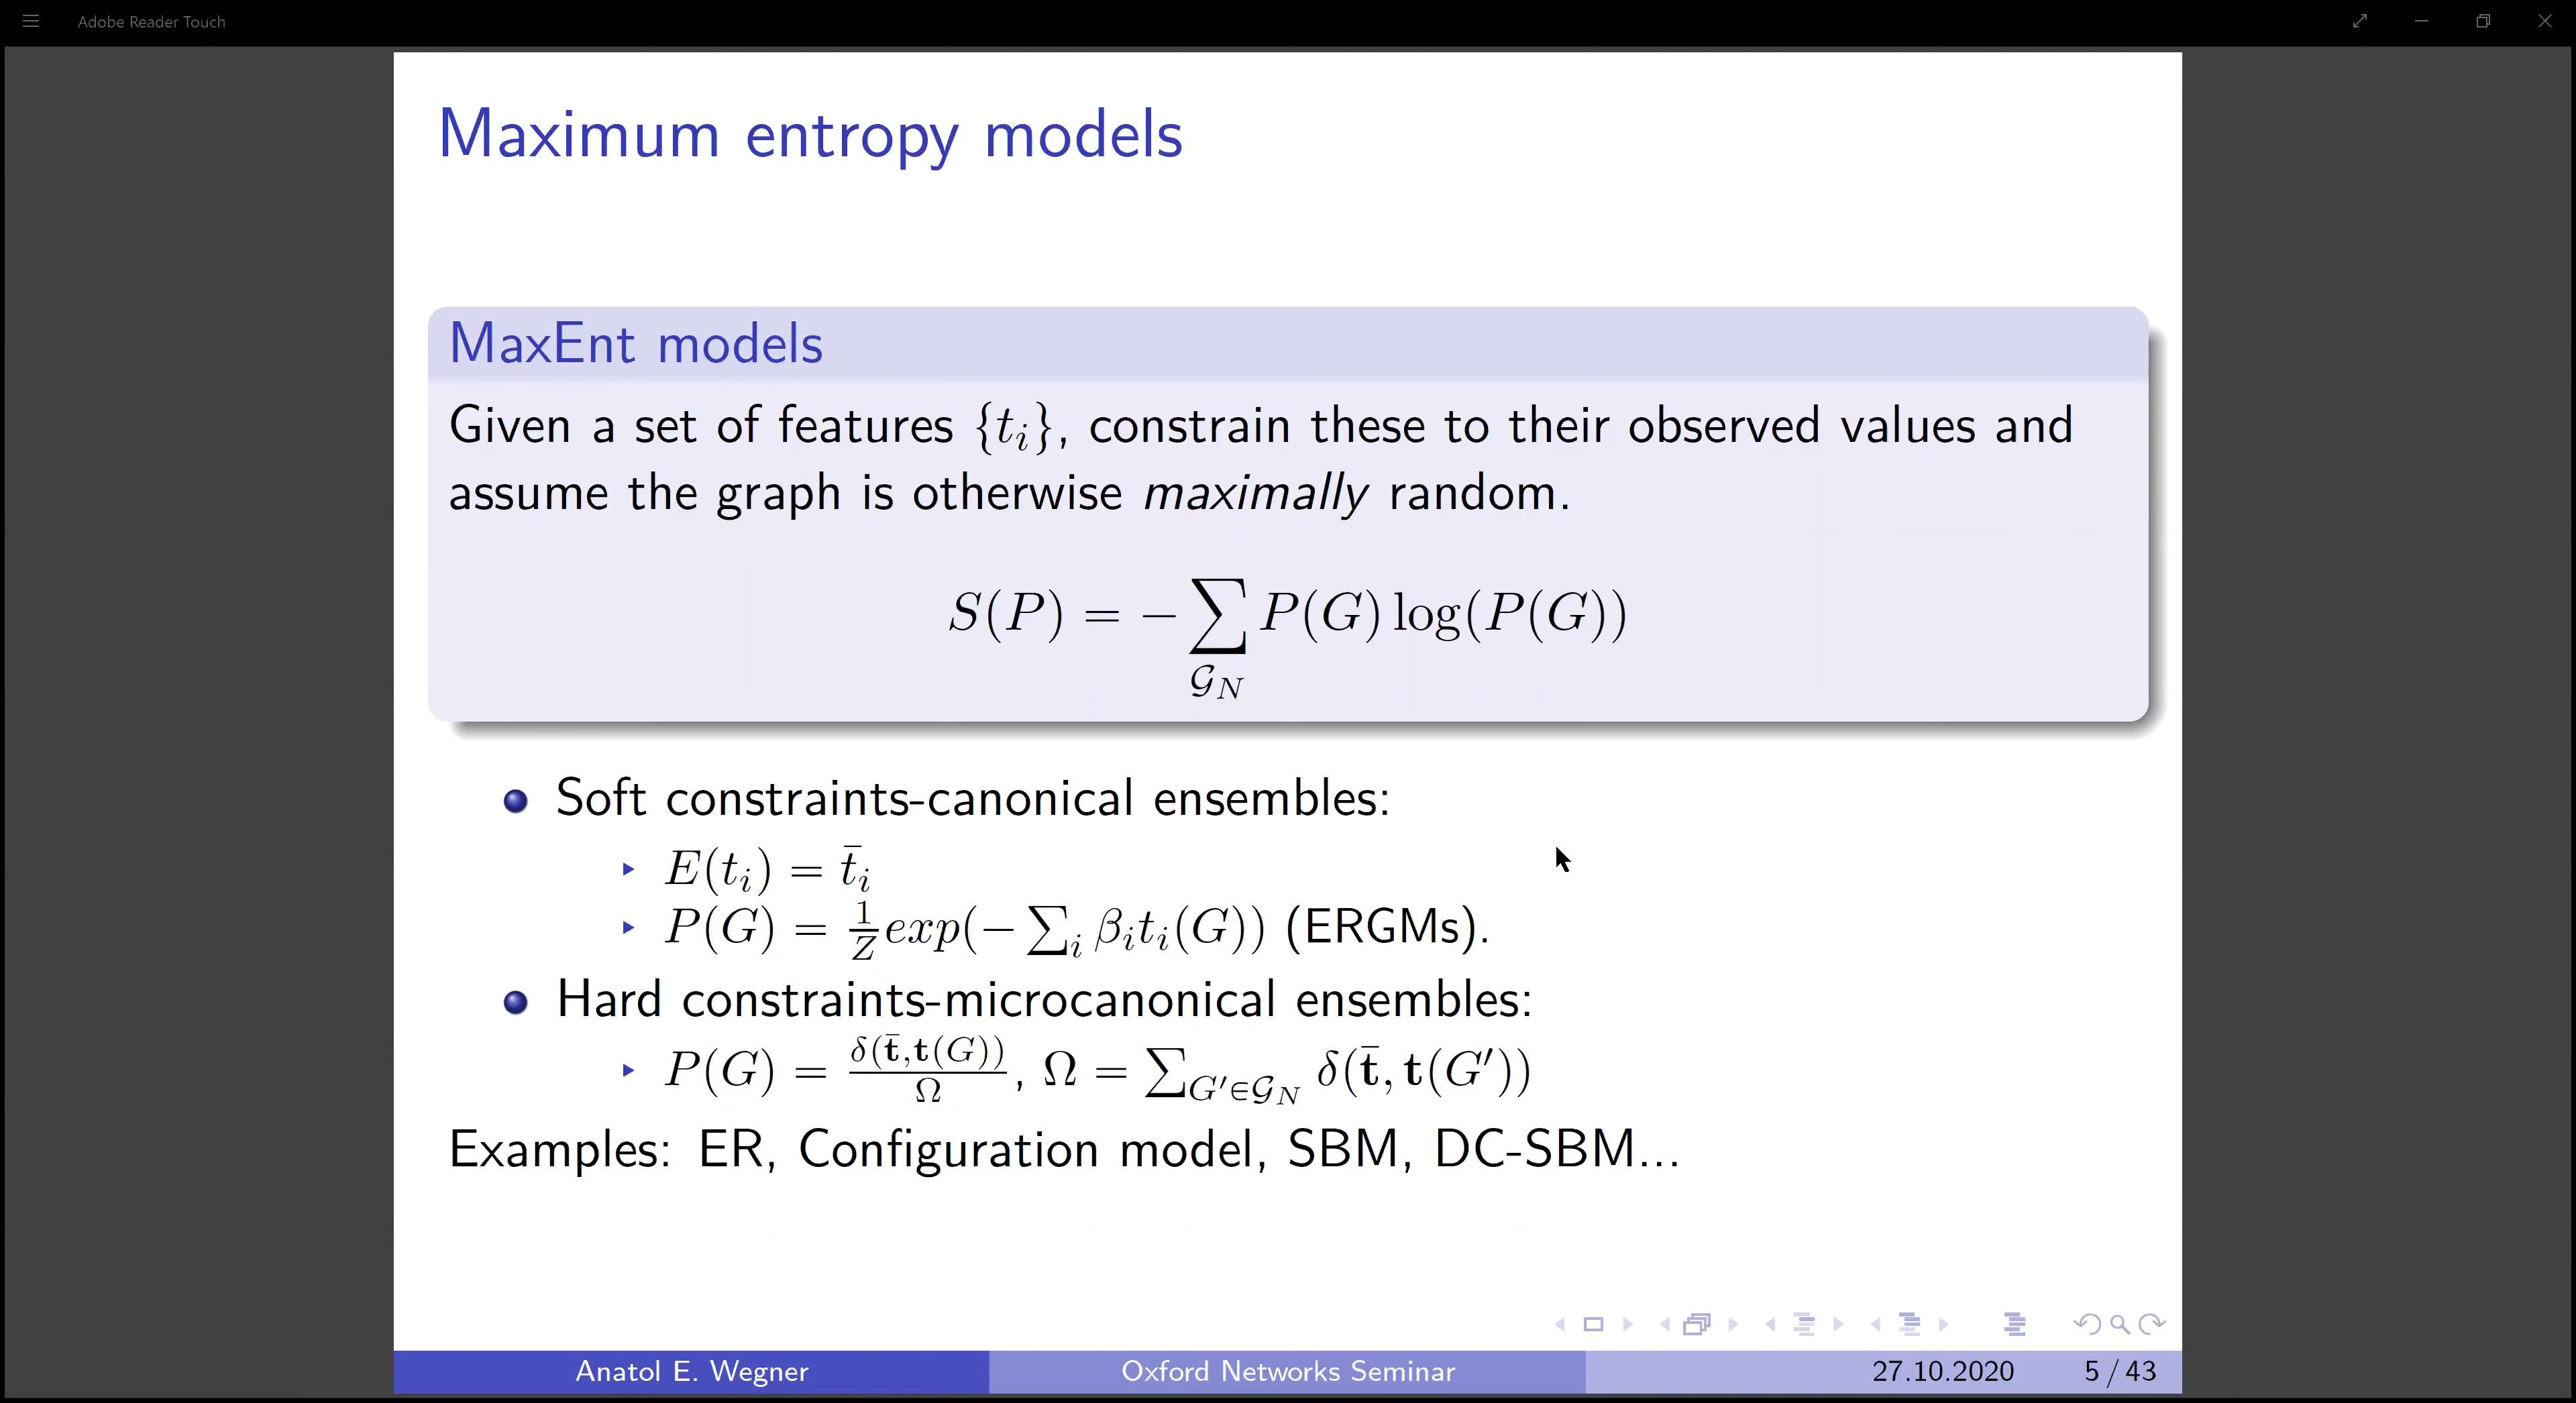 Adobe Reader Touch
Maximum entropy models
MaxEnt models
Given a set of features {t_i}, constrain these to their observed values and
assume the graph is otherwise maximally random.
S(P) = − ∑_{𝒢_N} P(G) log(P(G))
Soft constraints-canonical ensembles:
E(t_i) = t̄_i
P(G) = 1/Z exp(− ∑_i β_i t_i(G)) (ERGMs).
Hard constraints-microcanonical ensembles:
P(G) = δ(t̄,t(G))/Ω, Ω = ∑_{G′∈𝒢_N} δ(t̄, t(G′))
Examples: ER, Configuration model, SBM, DC-SBM...
Anatol E. Wegner Oxford Networks Seminar 27.10.2020 5 / 43